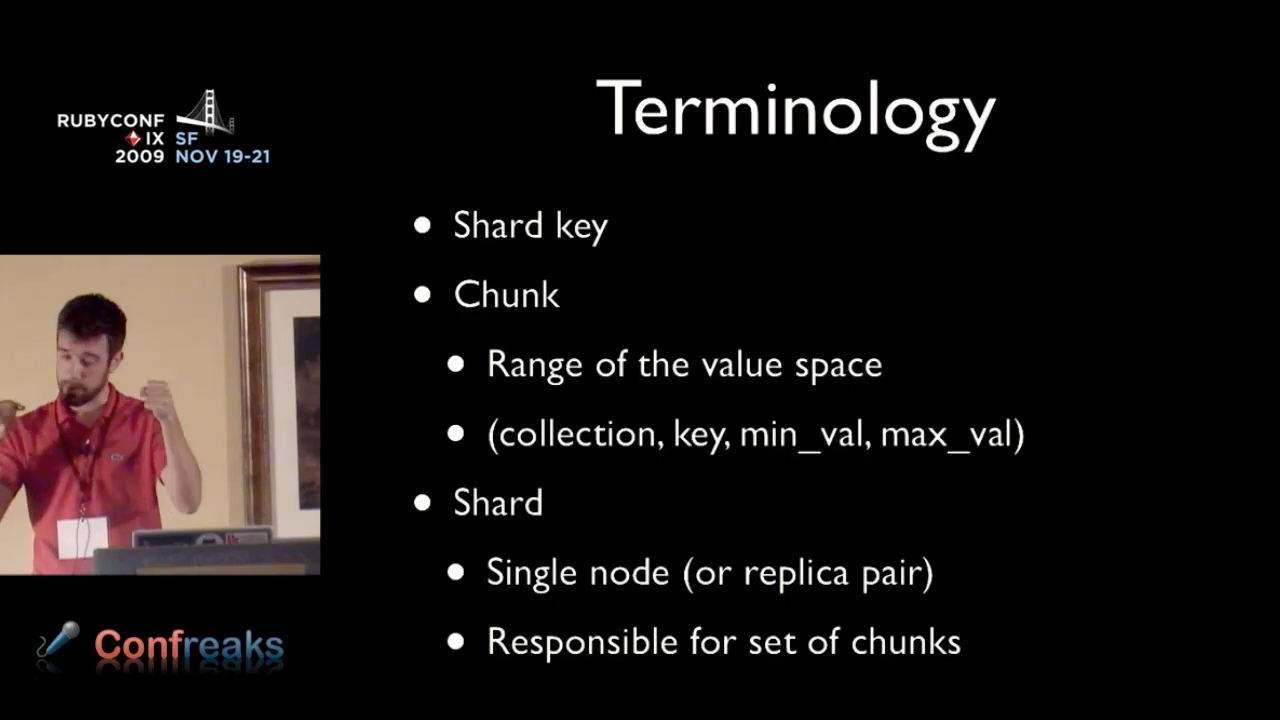 RUBYCONF
IX SF
2009 NOV 19-21
Terminology
Shard key
Chunk
Range of the value space
(collection, key, min_val, max_val)
Shard
Single node (or replica pair)
Responsible for set of chunks
Confreaks